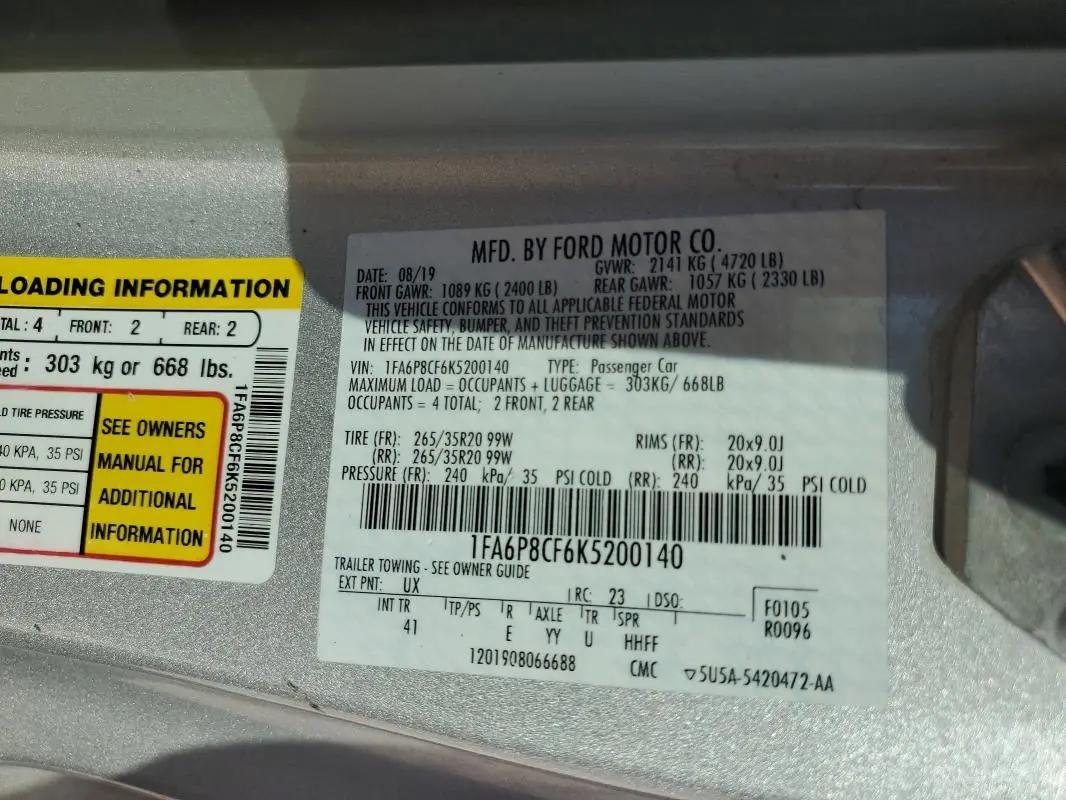 LOADING INFORMATION
TAL: 4 FRONT: 2 REAR: 2
nts
eed : 303 kg or 668 lbs.
D TIRE PRESSURE
40 KPA, 35 PSI
0 KPA, 35 PSI
NONE
SEE OWNERS
MANUAL FOR
ADDITIONAL
INFORMATION
1FA6P8CF6K5200140
MFD. BY FORD MOTOR CO.
DATE: 08/19 GVWR: 2141 KG ( 4720 LB)
FRONT GAWR: 1089 KG ( 2400 LB) REAR GAWR: 1057 KG ( 2330 LB)
THIS VEHICLE CONFORMS TO ALL APPLICABLE FEDERAL MOTOR
VEHICLE SAFETY, BUMPER, AND THEFT PREVENTION STANDARDS
IN EFFECT ON THE DATE OF MANUFACTURE SHOWN ABOVE.
VIN: 1FA6P8CF6K5200140 TYPE: Passenger Car
MAXIMUM LOAD = OCCUPANTS + LUGGAGE = 303KG/ 668LB
OCCUPANTS = 4 TOTAL; 2 FRONT, 2 REAR
TIRE (FR): 265/35R20 99W RIMS (FR): 20x9.0J
(RR): 265/35R20 99W (RR): 20x9.0J
PRESSURE (FR): 240 kPa/ 35 PSI COLD (RR): 240 kPa/ 35 PSI COLD
1FA6P8CF6K5200140
TRAILER TOWING - SEE OWNER GUIDE
EXT PNT: UX RC: 23 DSO: F0105
INT TR TP/PS R AXLE TR SPR R0096
41 E YY U HHFF
1201908066688 CMC ▽5U5A-5420472-AA